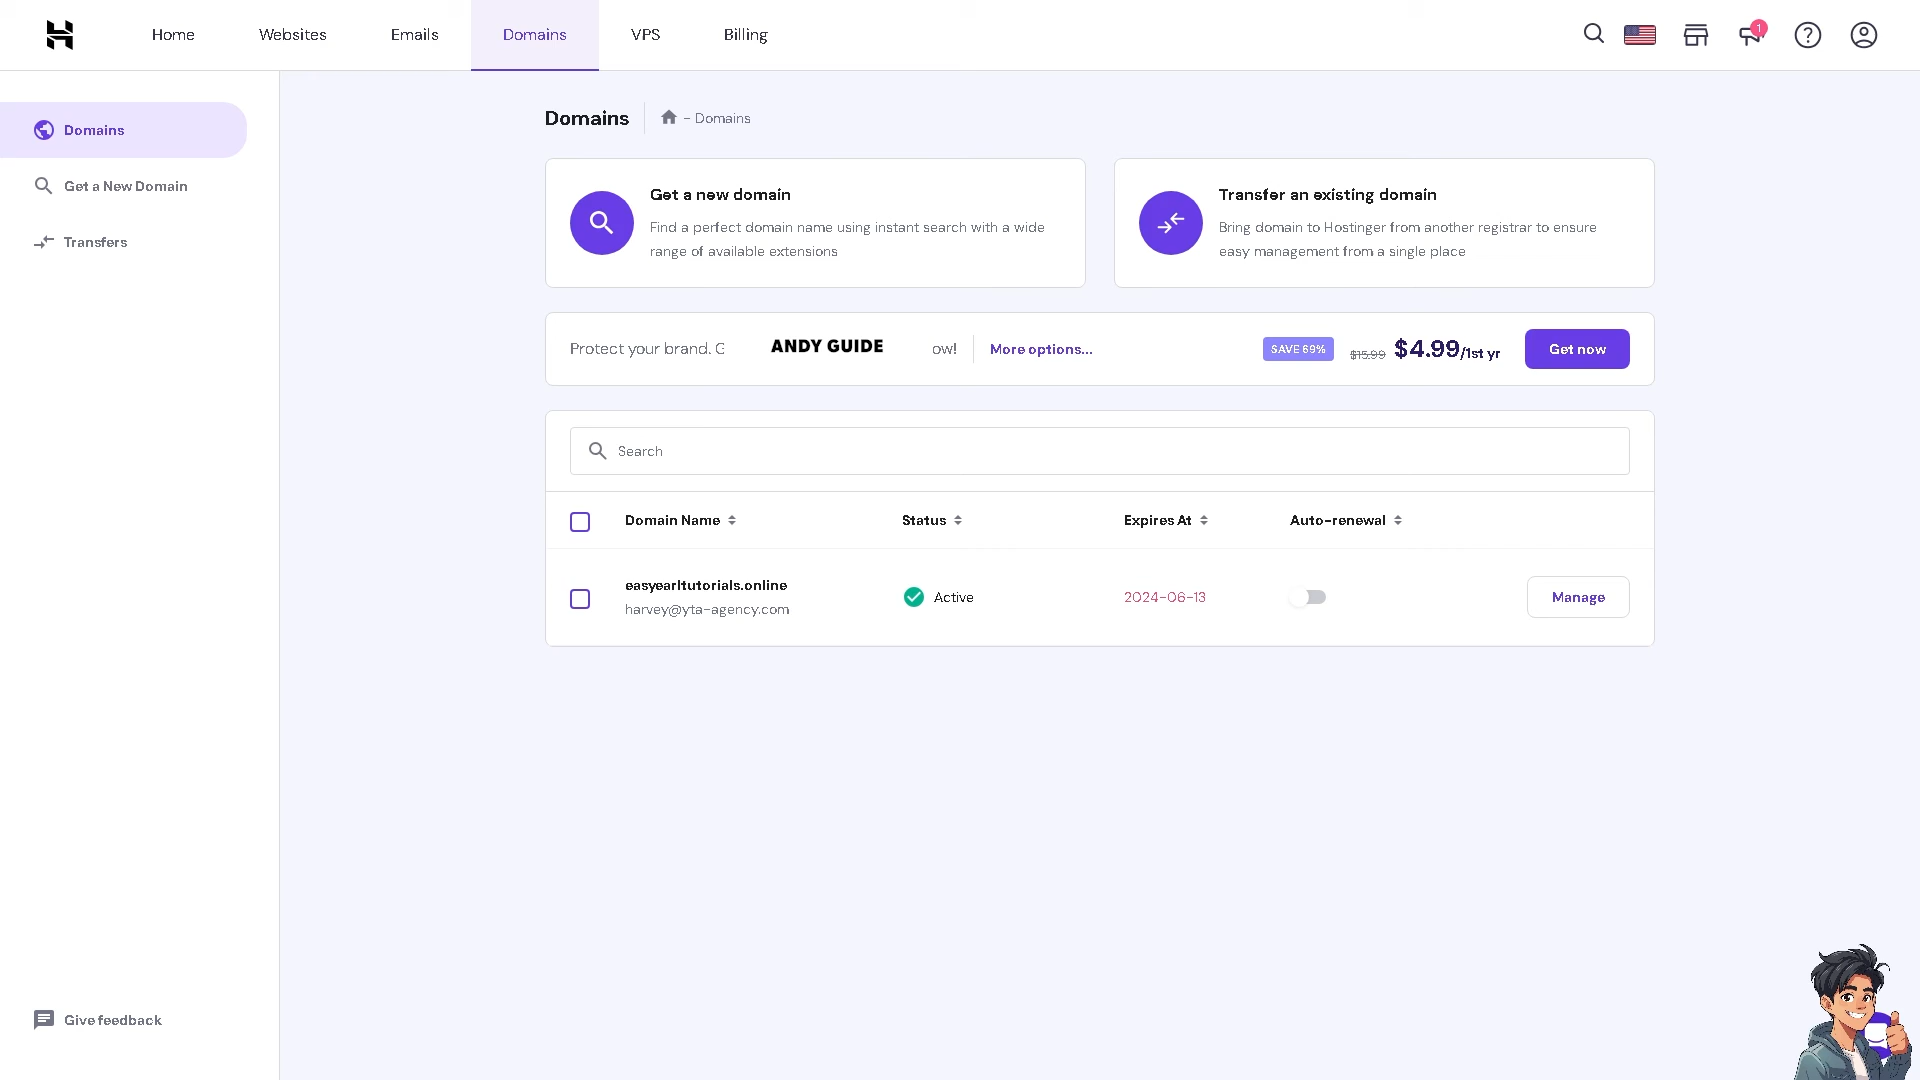 Home
Websites
Emails
Domains
VPS
Billing
1
Domains
Get a New Domain
Transfers
Domains
- Domains
Get a new domain
Find a perfect domain name using instant search with a wide
range of available extensions
Transfer an existing domain
Bring domain to Hostinger from another registrar to ensure
easy management from a single place
Protect your brand. G
ANDY GUIDE
ow!
More options...
SAVE 69%
$15.99
$4.99/1st yr
Get now
Search
Domain Name
Status
Expires At
Auto-renewal
easyearltutorials.online
harvey@yta-agency.com
Active
2024-06-13
Manage
Give feedback